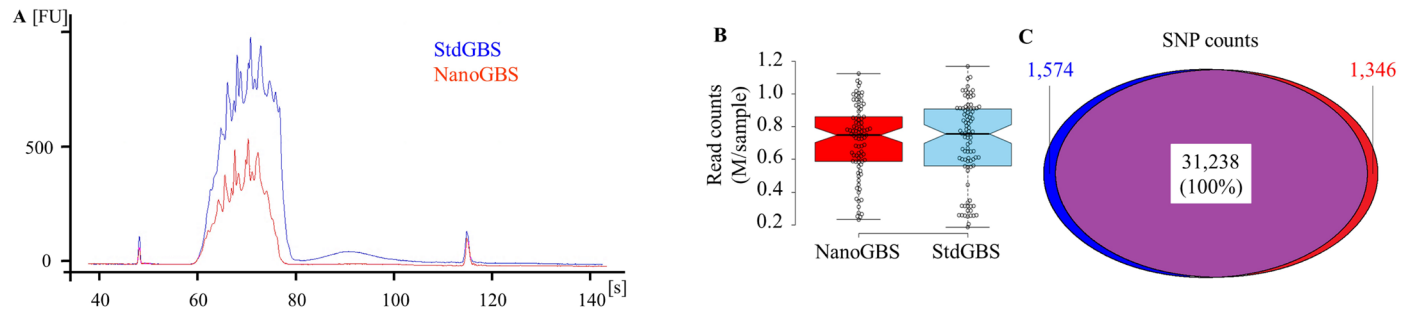 A [FU]
StdGBS
NanoGBS
500
0
40
60
80
100
120
140
[s]
B
Read counts
(M/sample)
1.2
1.0
0.8
0.6
0.4
0.2
NanoGBS
StdGBS
C
SNP counts
1,574
1,346
31,238
(100%)